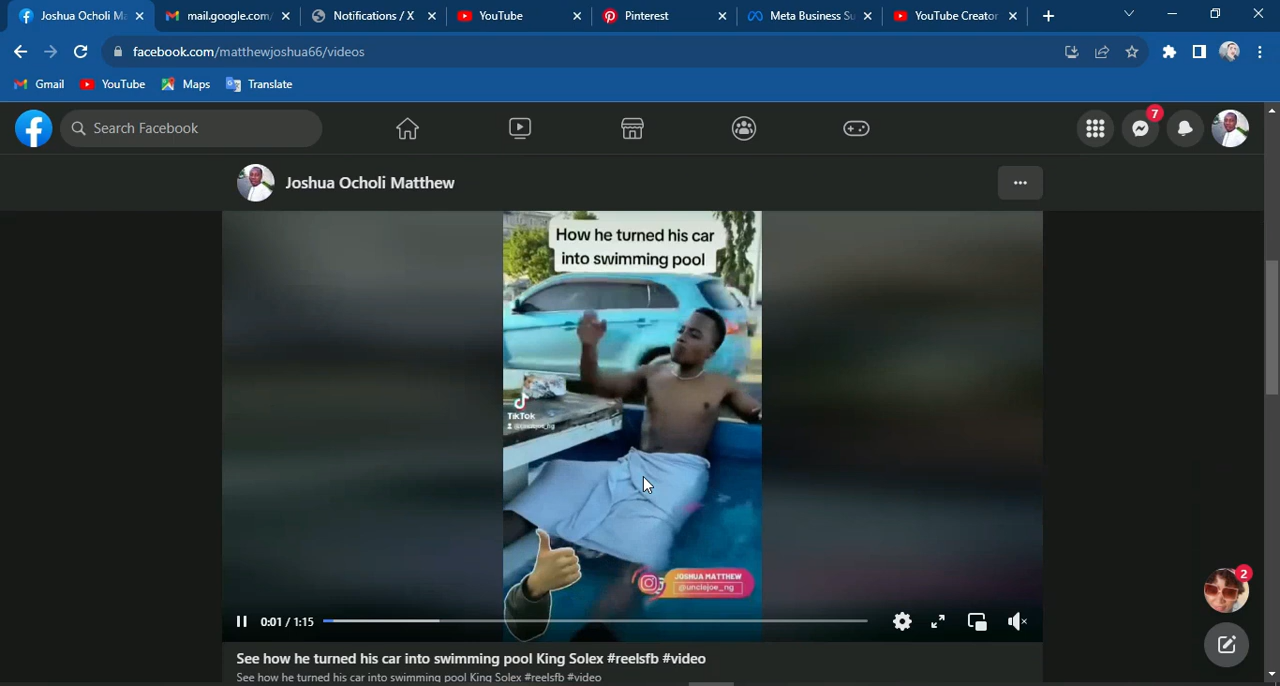 Joshua Ocholi Ma
mail.google.com/
Notifications / X
YouTube
Pinterest
Meta Business Su
YouTube Creator
facebook.com/matthewjoshua66/videos
Gmail
YouTube
Maps
Translate
Search Facebook
7
Joshua Ocholi Matthew
How he turned his car
into swimming pool
TikTok
@unclejoe_ng
JOSHUA MATTHEW
@unclejoe_ng
2
0:01 / 1:15
See how he turned his car into swimming pool King Solex #reelsfb #video
See how he turned his car into swimming pool King Solex #reelsfb #video